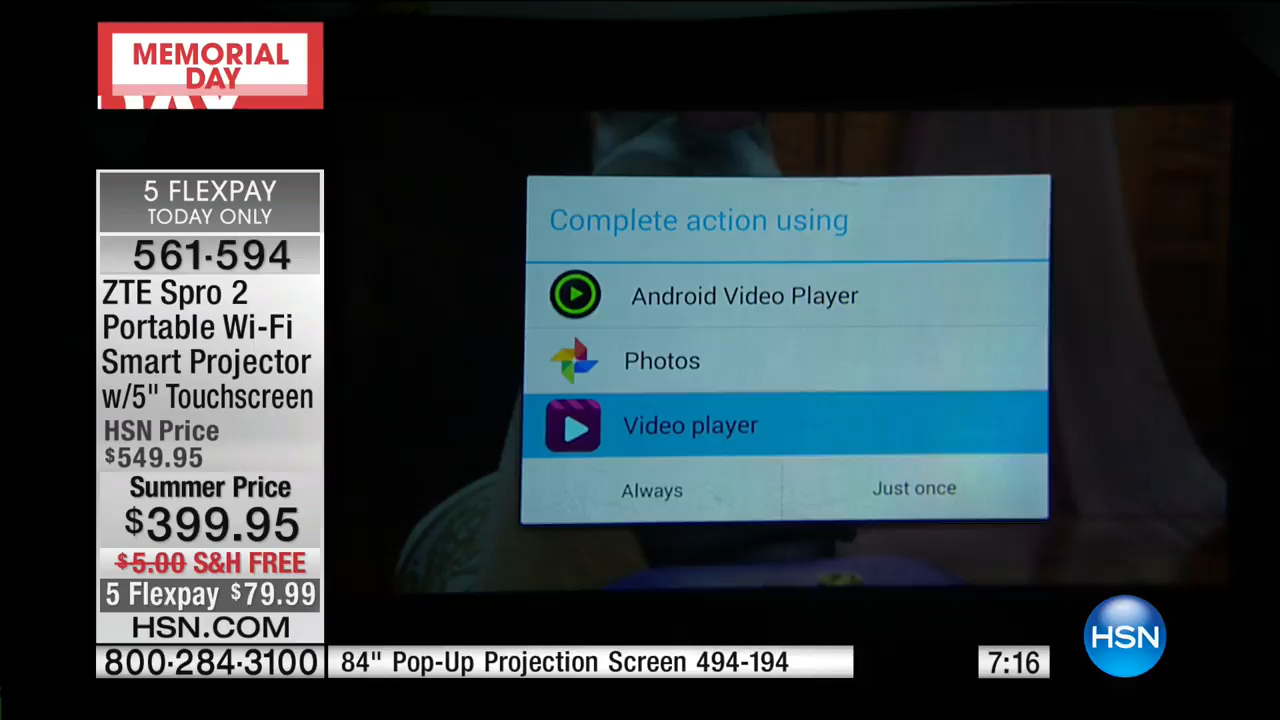 MEMORIAL
DAY
5 FLEXPAY
TODAY ONLY
561·594
ZTE Spro 2
Portable Wi-Fi
Smart Projector
w/5" Touchscreen
HSN Price
$549.95
Summer Price
$399.95
$5.00 S&H FREE
5 Flexpay $79.99
HSN.COM
800·284·3100
Complete action using
Android Video Player
Photos
Video player
Always
Just once
84" Pop-Up Projection Screen 494-194
7:16
HSN